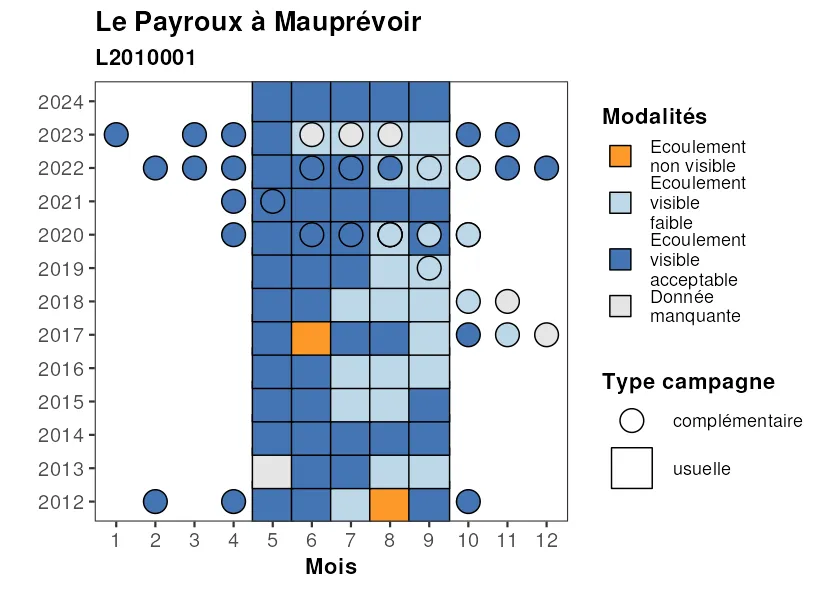 Le Payroux à Mauprévoir
L2010001
2024
2023
2022
2021
2020
2019
2018
2017
2016
2015
2014
2013
2012
1 2 3 4 5 6 7 8 9 10 11 12
Mois
Modalités
Ecoulement
non visible
Ecoulement
visible
faible
Ecoulement
visible
acceptable
Donnée
manquante
Type campagne
complémentaire
usuelle